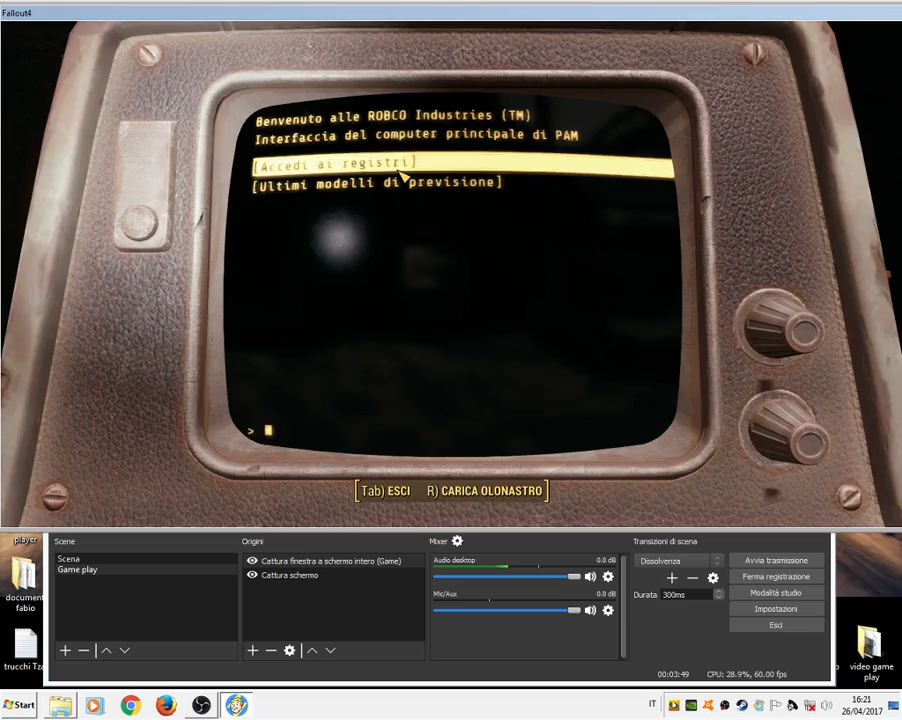 Fallout4
Benvenuto alle ROBCO Industries (TM)
Interfaccia del computer principale di PAM
[Accedi ai registri]
[Ultimi modelli di previsione]
>
Tab) ESCI R) CARICA OLONASTRO
player
document
fabio
trucchi Tza
Scene
Scena
Game play
Origini
Cattura finestra a schermo intero (Game)
Cattura schermo
Mixer
Audio desktop 0.0 dB
Mic/Aux 0.0 dB
Transizioni di scena
Dissolvenza
Durata 300ms
Avvia trasmissione
Ferma registrazione
Modalità studio
Impostazioni
Esci
00:03:49 CPU: 28.9%, 60.00 fps
video game
play
Start
IT
16:21
26/04/2017